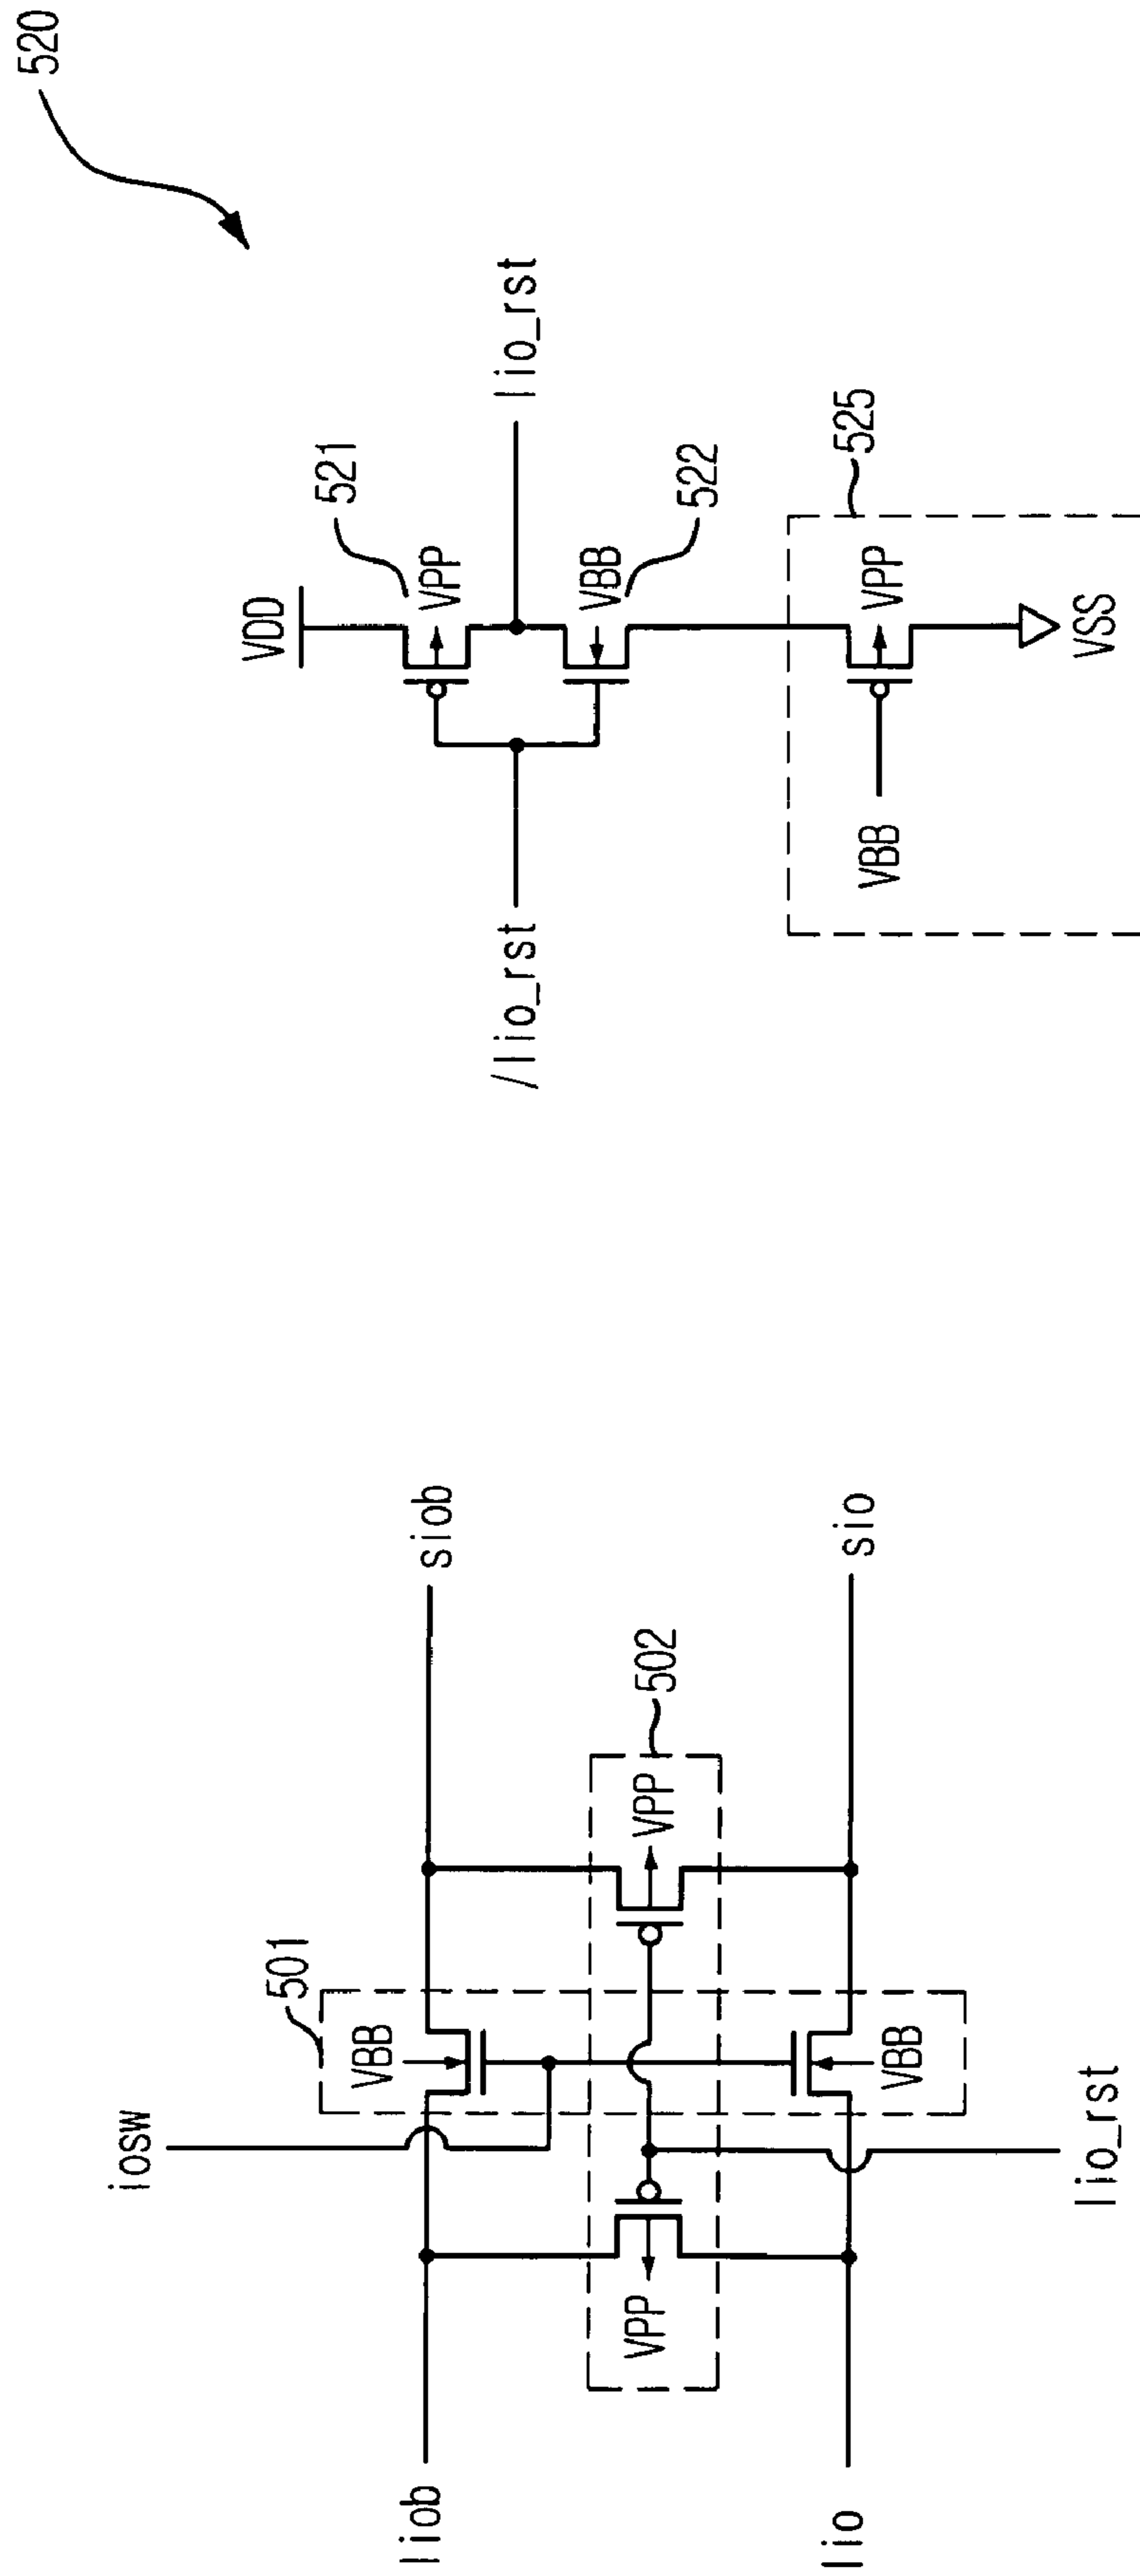 520
VDD
521
VPP
lio_rst
/lio_rst
VBB
522
525
VPP
VBB
VSS
iosw
501
siob
VBB
liob
VPP
VPP
502
VBB
sio
lio
lio_rst